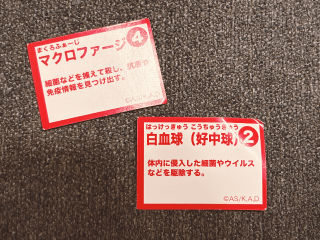 まくろふぁーじ
マクロファージ 4
細菌などを捕えて殺し、抗原や
免疫情報を見つけ出す。
はっけっきゅう こうちゅうきゅう
白血球(好中球) 2
体内に侵入した細菌やウイルス
などを駆除する。
©AS/K,A,D